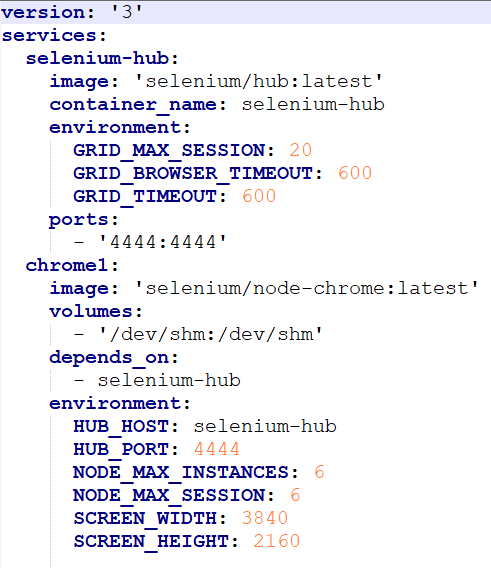 version: '3'
services:
  selenium-hub:
    image: 'selenium/hub:latest'
    container_name: selenium-hub
    environment:
      GRID_MAX_SESSION: 20
      GRID_BROWSER_TIMEOUT: 600
      GRID_TIMEOUT: 600
    ports:
      - '4444:4444'
  chrome1:
    image: 'selenium/node-chrome:latest'
    volumes:
      - '/dev/shm:/dev/shm'
    depends_on:
      - selenium-hub
    environment:
      HUB_HOST: selenium-hub
      HUB_PORT: 4444
      NODE_MAX_INSTANCES: 6
      NODE_MAX_SESSION: 6
      SCREEN_WIDTH: 3840
      SCREEN_HEIGHT: 2160